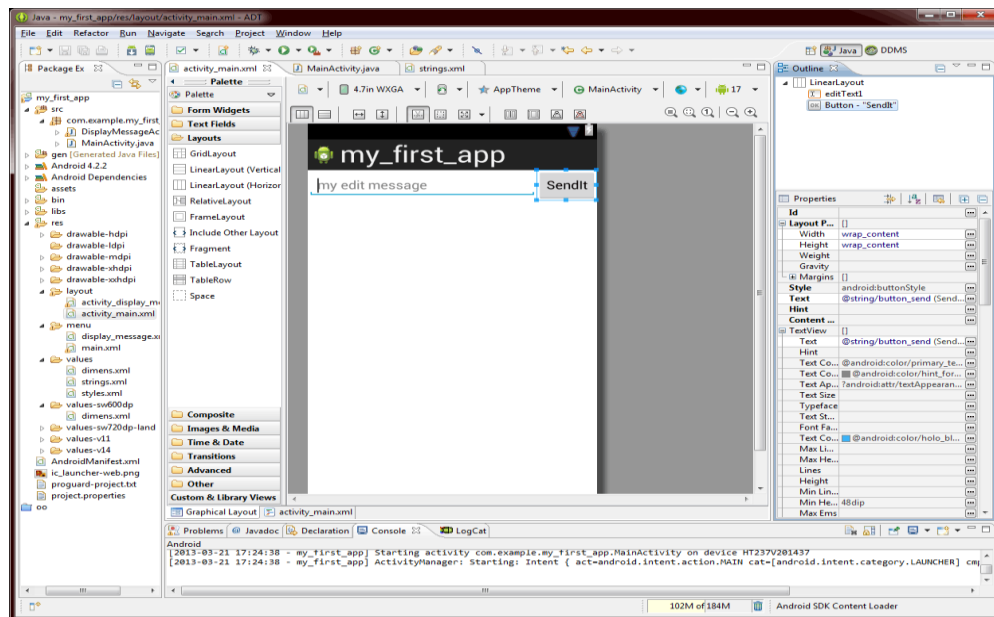 Java - my_first_app/res/layout/activity_main.xml - ADT
File Edit Refactor Run Navigate Search Project Window Help
Java DDMS
Package Ex
my_first_app
src
com.example.my_first
DisplayMessageAc
MainActivity.java
gen [Generated Java Files]
Android 4.2.2
Android Dependencies
assets
bin
libs
res
drawable-hdpi
drawable-ldpi
drawable-mdpi
drawable-xhdpi
drawable-xxhdpi
layout
activity_display_m
activity_main.xml
menu
display_message.x
main.xml
values
dimens.xml
strings.xml
styles.xml
values-sw600dp
dimens.xml
values-sw720dp-land
values-v11
values-v14
AndroidManifest.xml
ic_launcher-web.png
proguard-project.txt
project.properties
oo
activity_main.xml MainActivity.java strings.xml
Palette
Palette
Form Widgets
Text Fields
Layouts
GridLayout
LinearLayout (Vertical
LinearLayout (Horizor
RelativeLayout
FrameLayout
Include Other Layout
Fragment
TableLayout
TableRow
Space
Composite
Images & Media
Time & Date
Transitions
Advanced
Other
Custom & Library Views
4.7in WXGA AppTheme MainActivity 17
my_first_app
my edit message SendIt
Graphical Layout activity_main.xml
Outline
LinearLayout
editText1
Button - "SendIt"
Properties
Id
Layout P... []
Width wrap_content
Height wrap_content
Weight
Gravity
Margins []
Style android:buttonStyle
Text @string/button_send (Send...
Hint
Content ...
TextView []
Text @string/button_send (Send...
Hint
Text Co... @android:color/primary_te...
Text Co... @android:color/hint_for...
Text Ap... ?android:attr/textAppearan...
Text Size
Typeface
Text St...
Font Fa...
Text Co... @android:color/holo_bl...
Max Li...
Max He...
Lines
Height
Min Lin...
Min He... 48dip
Max Ems
Problems Javadoc Declaration Console LogCat
Android
[2013-03-21 17:24:38 - my_first_app] Starting activity com.example.my_first_app.MainActivity on device HT237V201437
[2013-03-21 17:24:38 - my_first_app] ActivityManager: Starting: Intent { act=android.intent.action.MAIN cat=[android.intent.category.LAUNCHER] cm
102M of 184M Android SDK Content Loader